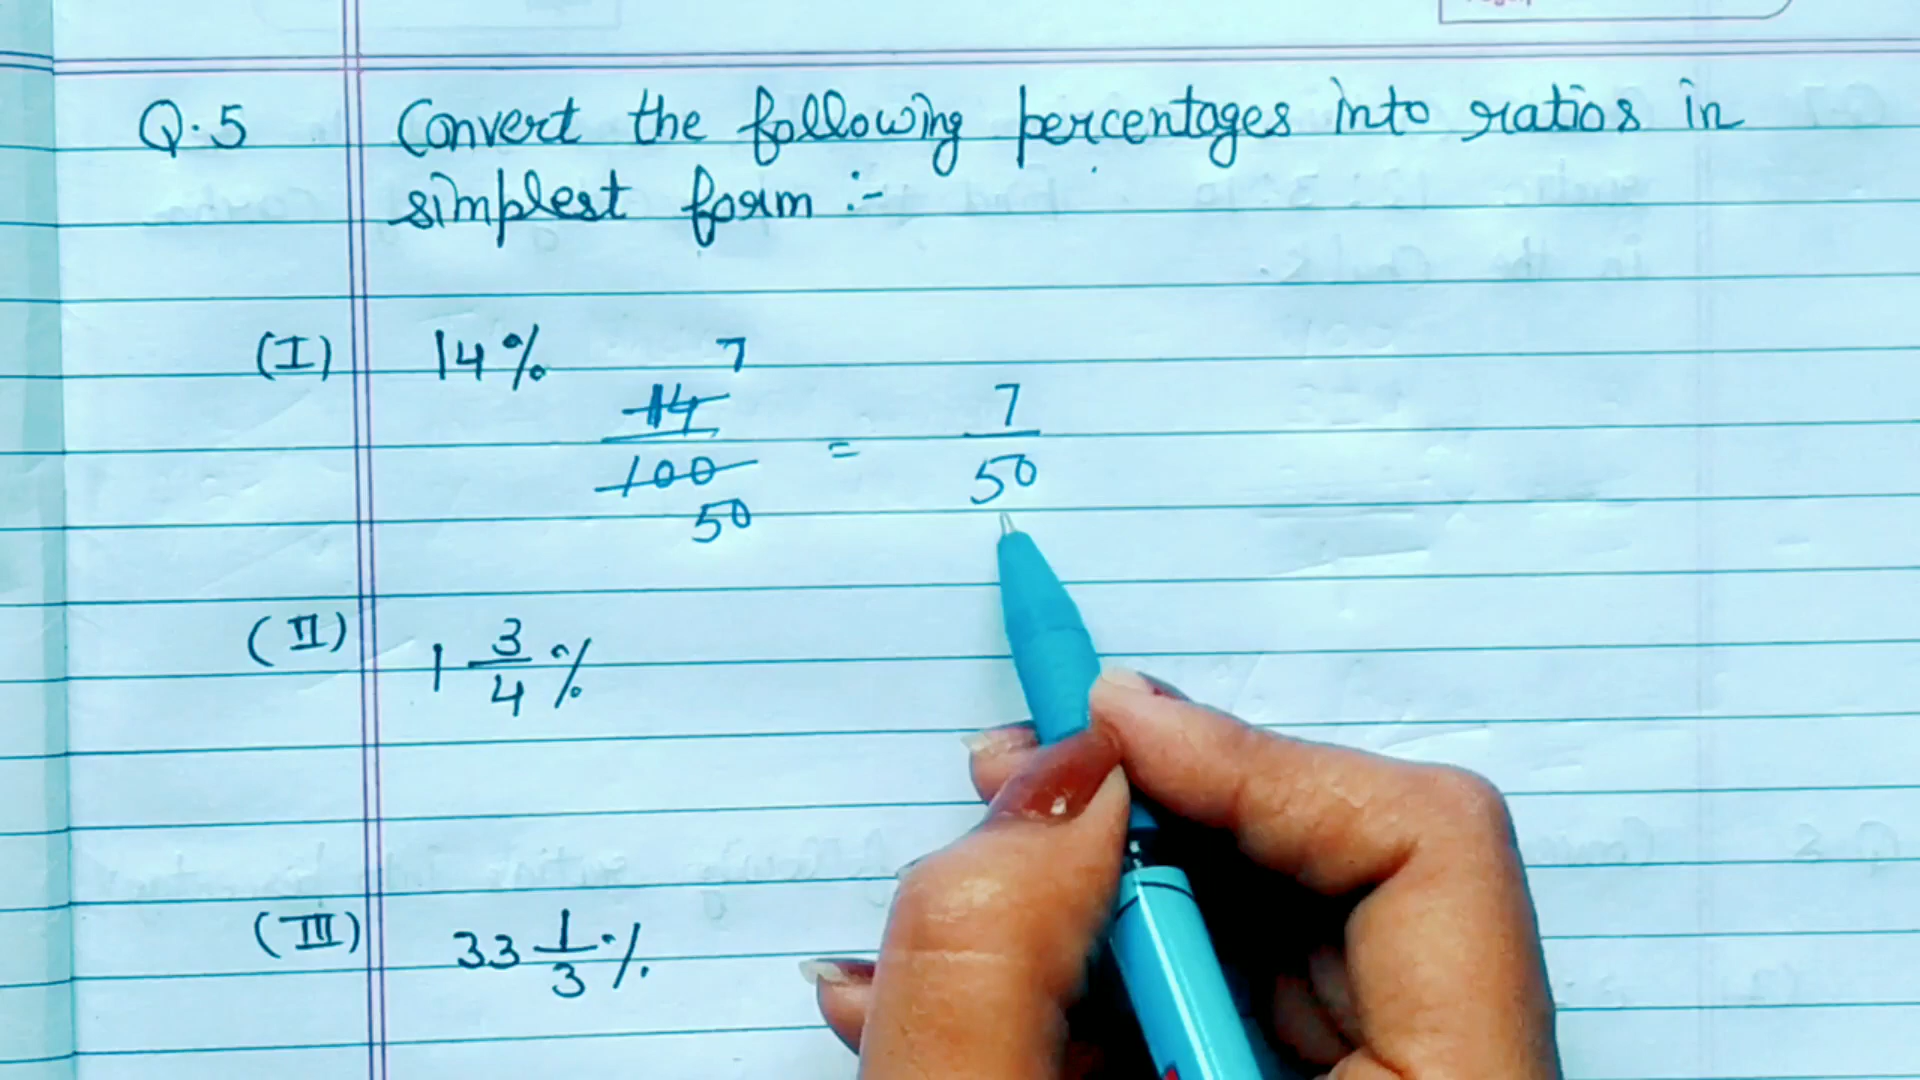 Q.5 Convert the following percentages into ratios in
simplest form :-
(I) 14%
14/100 7 50 = 7/50
(II) 1 3/4 %
(III) 33 1/3 %